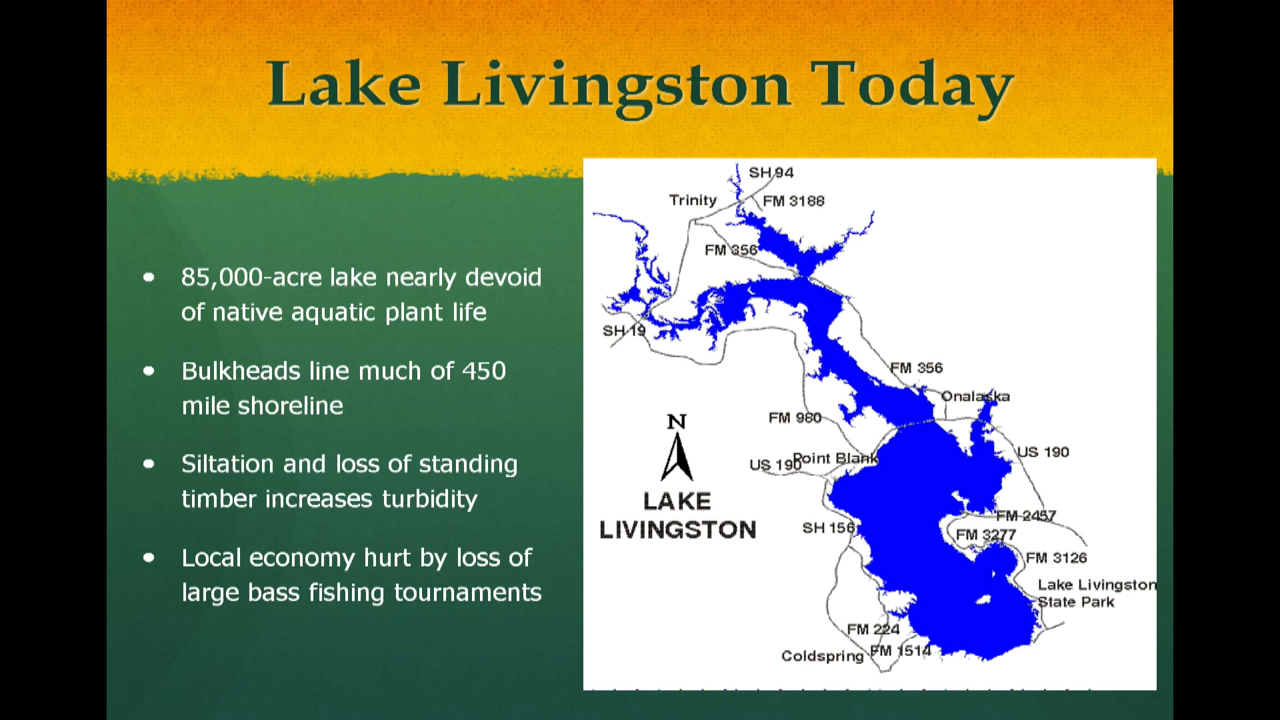 Lake Livingston Today
• 85,000-acre lake nearly devoid
of native aquatic plant life
• Bulkheads line much of 450
mile shoreline
• Siltation and loss of standing
timber increases turbidity
• Local economy hurt by loss of
large bass fishing tournaments
SH 94
Trinity
FM 3188
FM 356
SH 19
FM 356
Onalaska
FM 980
N
US 190
Point Blank
US 190
LAKE
LIVINGSTON
SH 156
FM 2457
FM 3277
FM 3126
Lake Livingston
State Park
FM 224
Coldspring
FM 1514